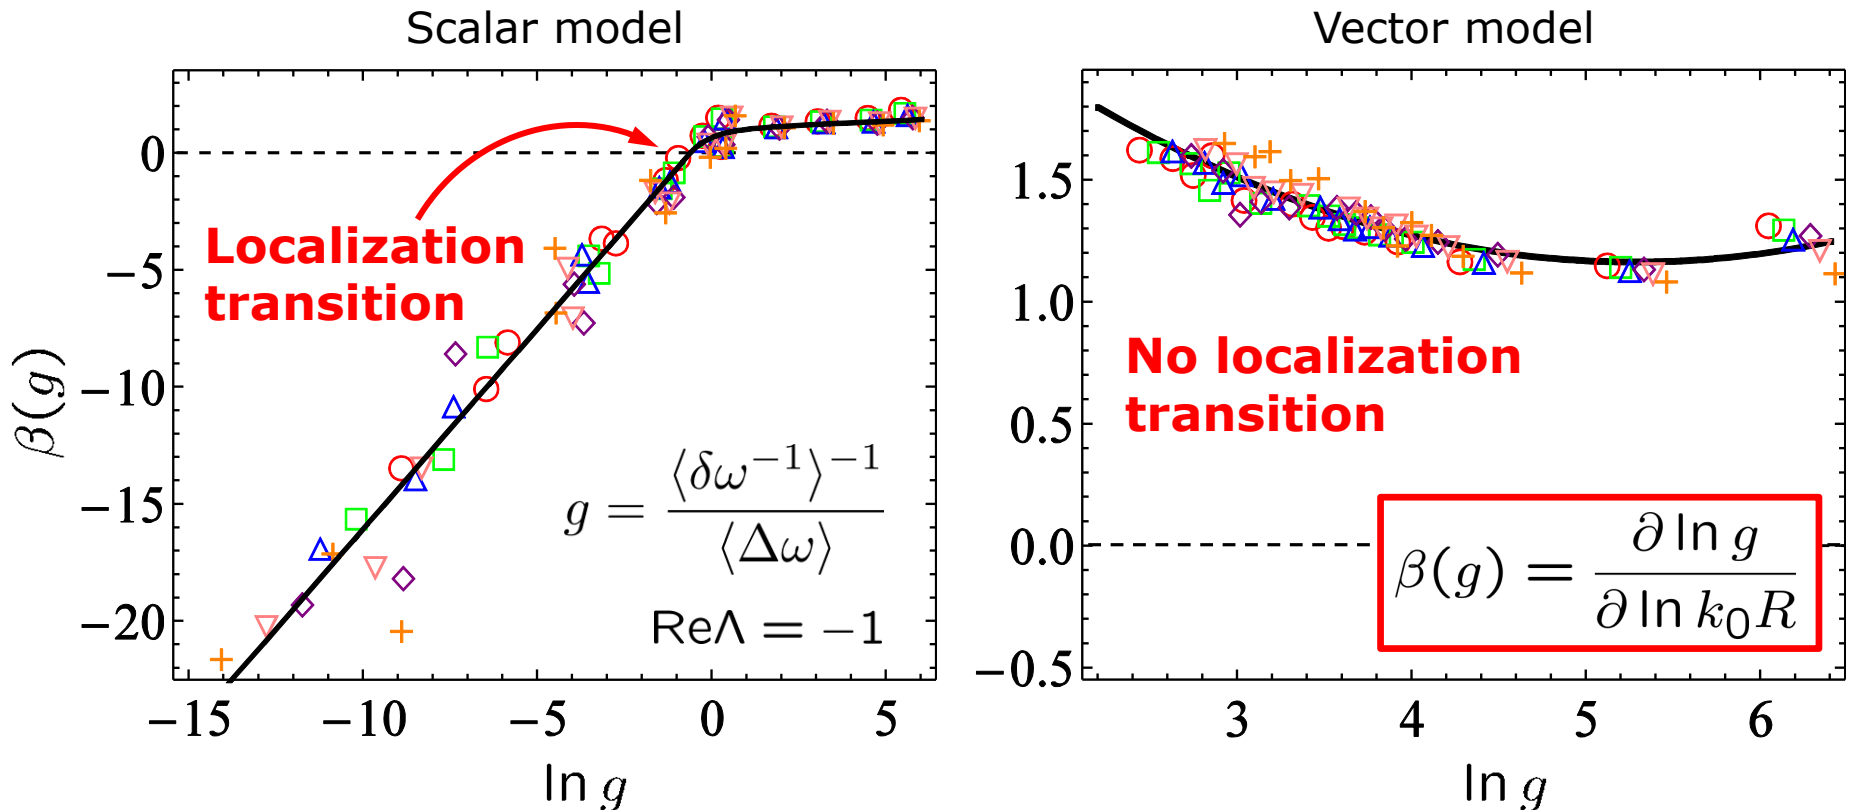 Scalar model
Vector model
β(g)
0
−5
−10
−15
−20
−15
−10
−5
0
5
ln g
Localization
transition
g = ⟨δω⁻¹⟩⁻¹ / ⟨Δω⟩
ReΛ = −1
1.5
1.0
0.5
0.0
−0.5
3
4
5
6
ln g
No localization
transition
β(g) = ∂ ln g / ∂ ln k₀R